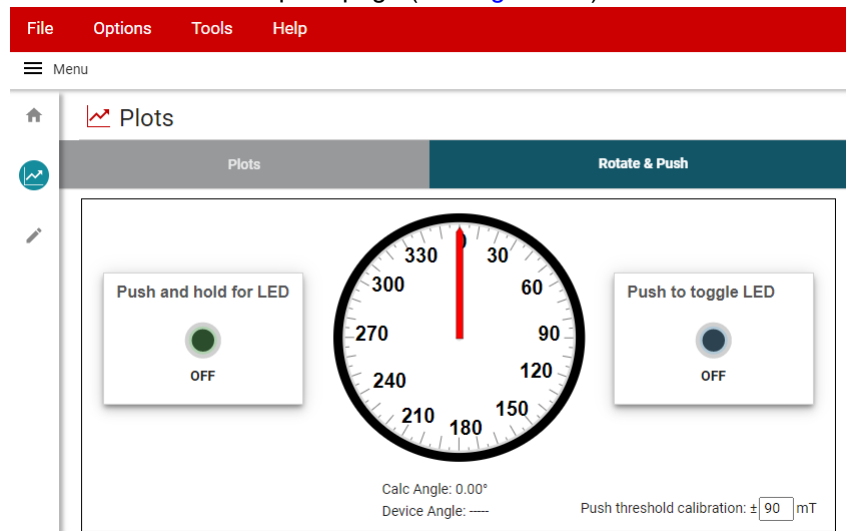 File Options Tools Help
Menu
Plots
Plots Rotate & Push
Push and hold for LED
OFF
0
30
60
90
120
150
180
210
240
270
300
330
Push to toggle LED
OFF
Calc Angle: 0.00°
Device Angle: -----
Push threshold calibration: ± 90 mT